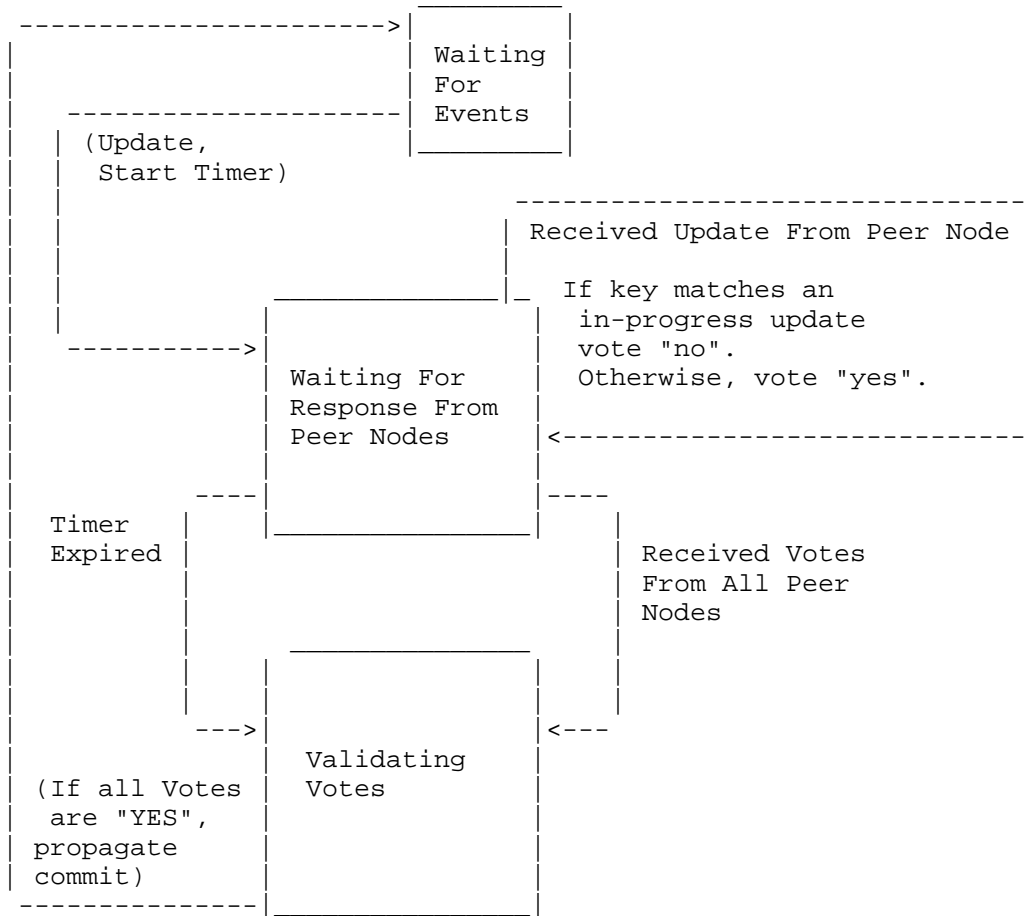 Waiting
For
Events
(Update,
Start Timer)
Received Update From Peer Node
If key matches an
in-progress update
vote "no".
Otherwise, vote "yes".
Waiting For
Response From
Peer Nodes
Timer
Expired
Received Votes
From All Peer
Nodes
Validating
Votes
(If all Votes
are "YES",
propagate
commit)